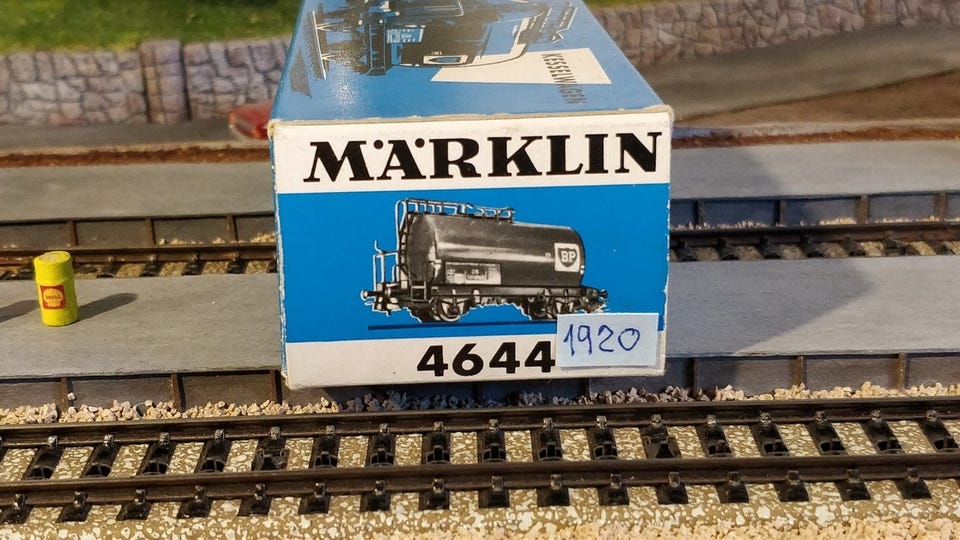 KESSELWAGEN
MÄRKLIN
BP
4644
1920
SHELL